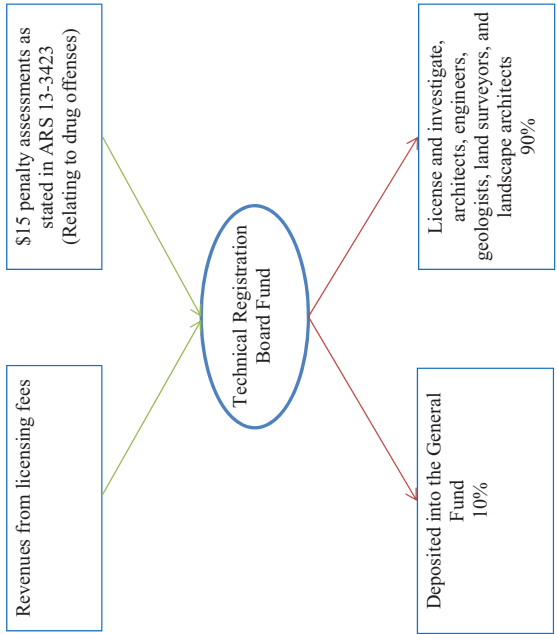 Revenues from licensing fees
$15 penalty assessments as
stated in ARS 13-3423
(Relating to drug offenses)
Technical Registration
Board Fund
Deposited into the General
Fund
10%
License and investigate,
architects, engineers,
geologists, land surveyors, and
landscape architects
90%